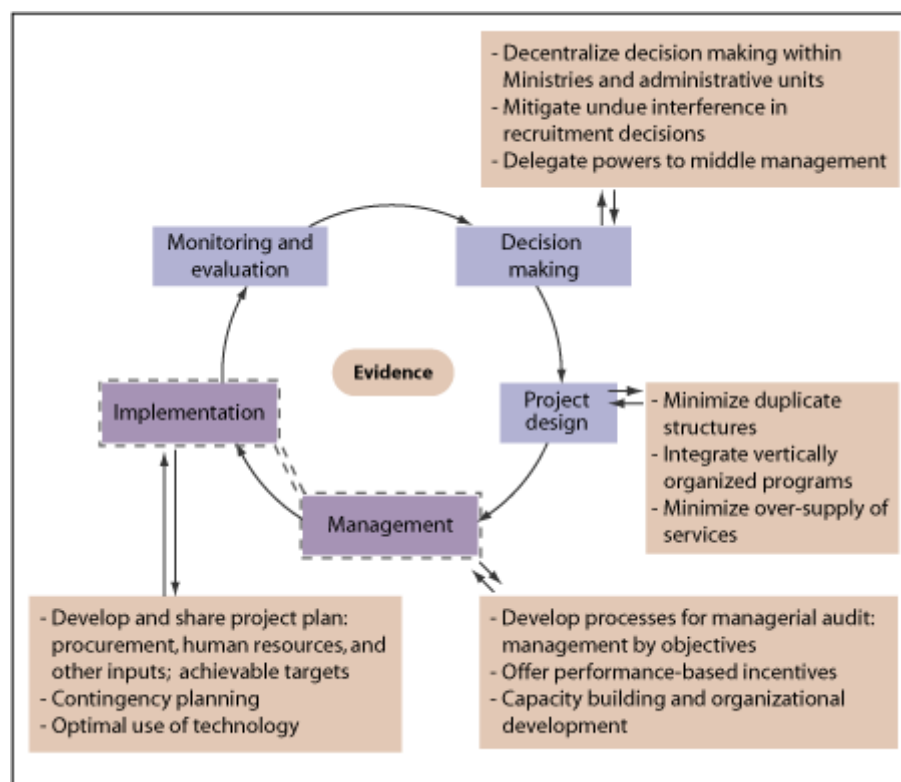 - Decentralize decision making within
Ministries and administrative units
- Mitigate undue interference in
recruitment decisions
- Delegate powers to middle management
Monitoring and
evaluation
Decision
making
Evidence
Implementation
Project
design
- Minimize duplicate
structures
- Integrate vertically
organized programs
- Minimize over-supply of
services
Management
- Develop and share project plan:
procurement, human resources, and
other inputs; achievable targets
- Contingency planning
- Optimal use of technology
- Develop processes for managerial audit:
management by objectives
- Offer performance-based incentives
- Capacity building and organizational
development